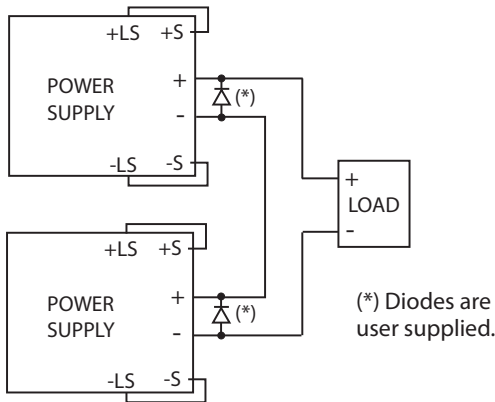 +LS +S
POWER
SUPPLY
+
-
(*)
-LS -S
+
LOAD
-
+LS +S
POWER
SUPPLY
+
-
(*)
-LS -S
(*) Diodes are
user supplied.